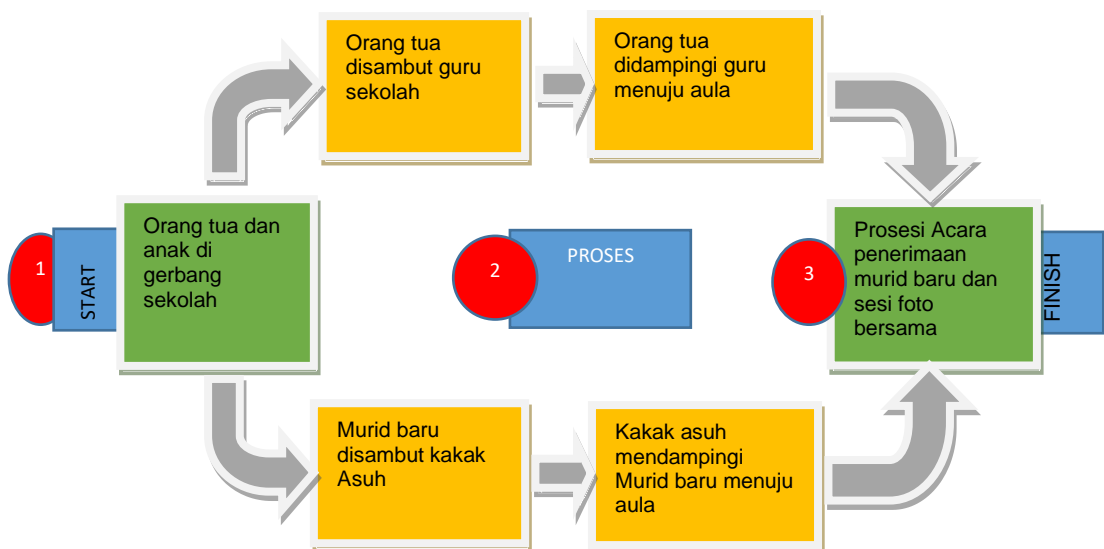 Orang tua
disambut guru
sekolah
Orang tua
didampingi guru
menuju aula
1
START
Orang tua dan
anak di
gerbang
sekolah
2
PROSES
3
Prosesi Acara
penerimaan
murid baru dan
sesi foto
bersama
FINISH
Murid baru
disambut kakak
Asuh
Kakak asuh
mendampingi
Murid baru menuju
aula